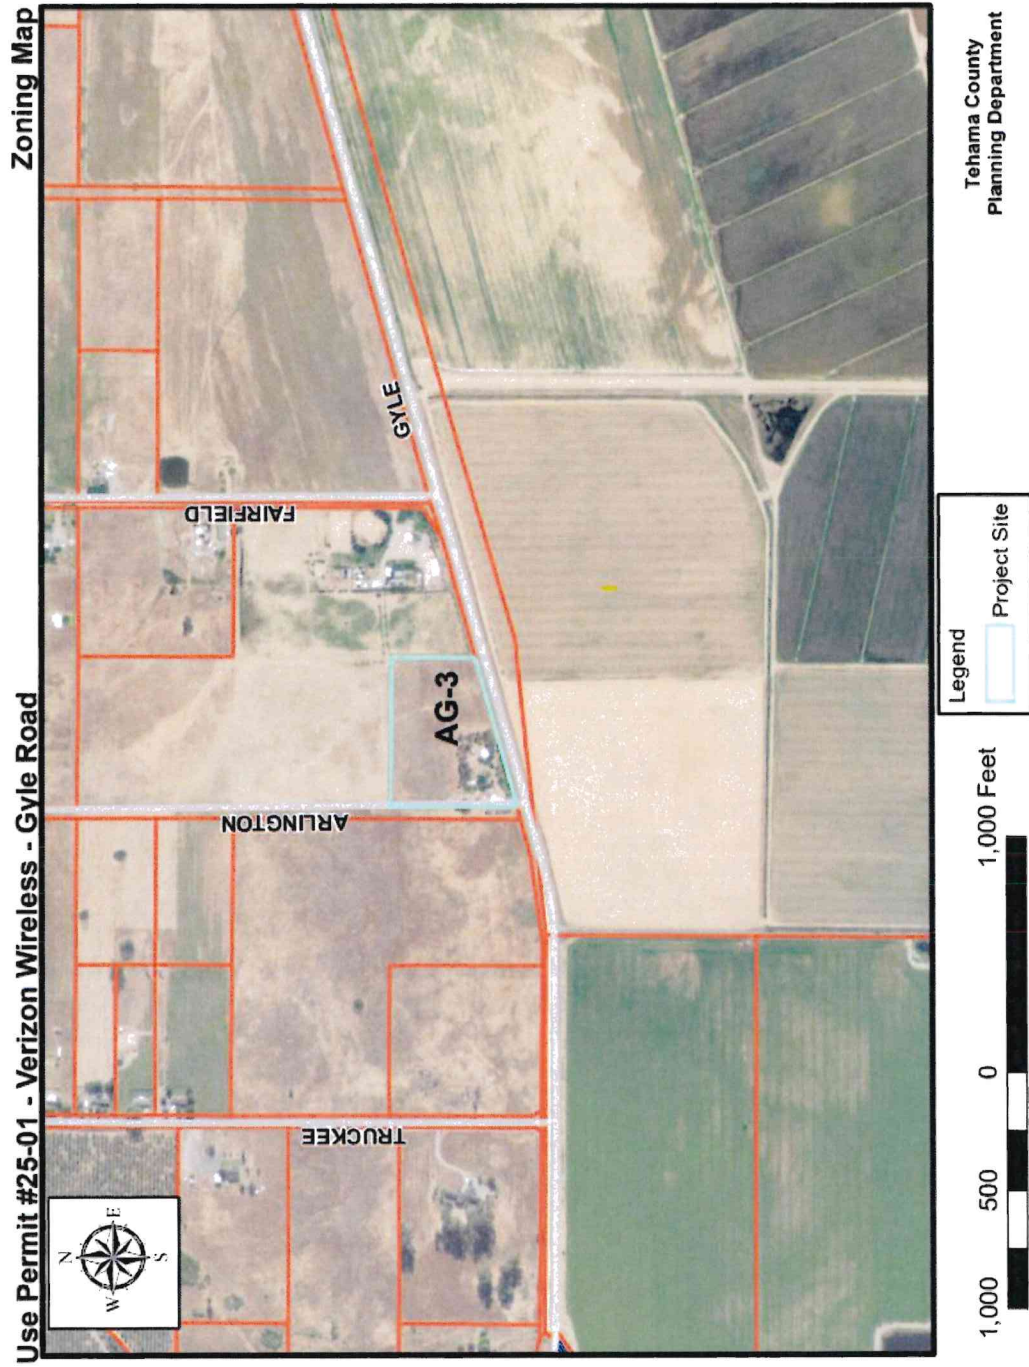 Use Permit #25-01 - Verizon Wireless - Gyle Road
Zoning Map
N
W
E
S
TRUCKEE
ARLINGTON
FAIRFIELD
GYLE
AG-3
1,000
500
0
1,000 Feet
Legend
Project Site
Tehama County
Planning Department